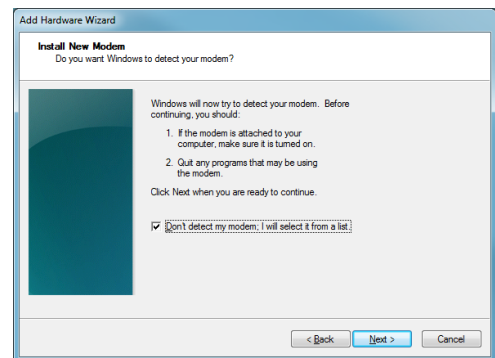 Add Hardware Wizard
Install New Modem
Do you want Windows to detect your modem?
Windows will now try to detect your modem. Before
continuing, you should:
1. If the modem is attached to your
computer, make sure it is turned on.
2. Quit any programs that may be using
the modem.
Click Next when you are ready to continue.
Don't detect my modem; I will select it from a list.
< Back Next > Cancel